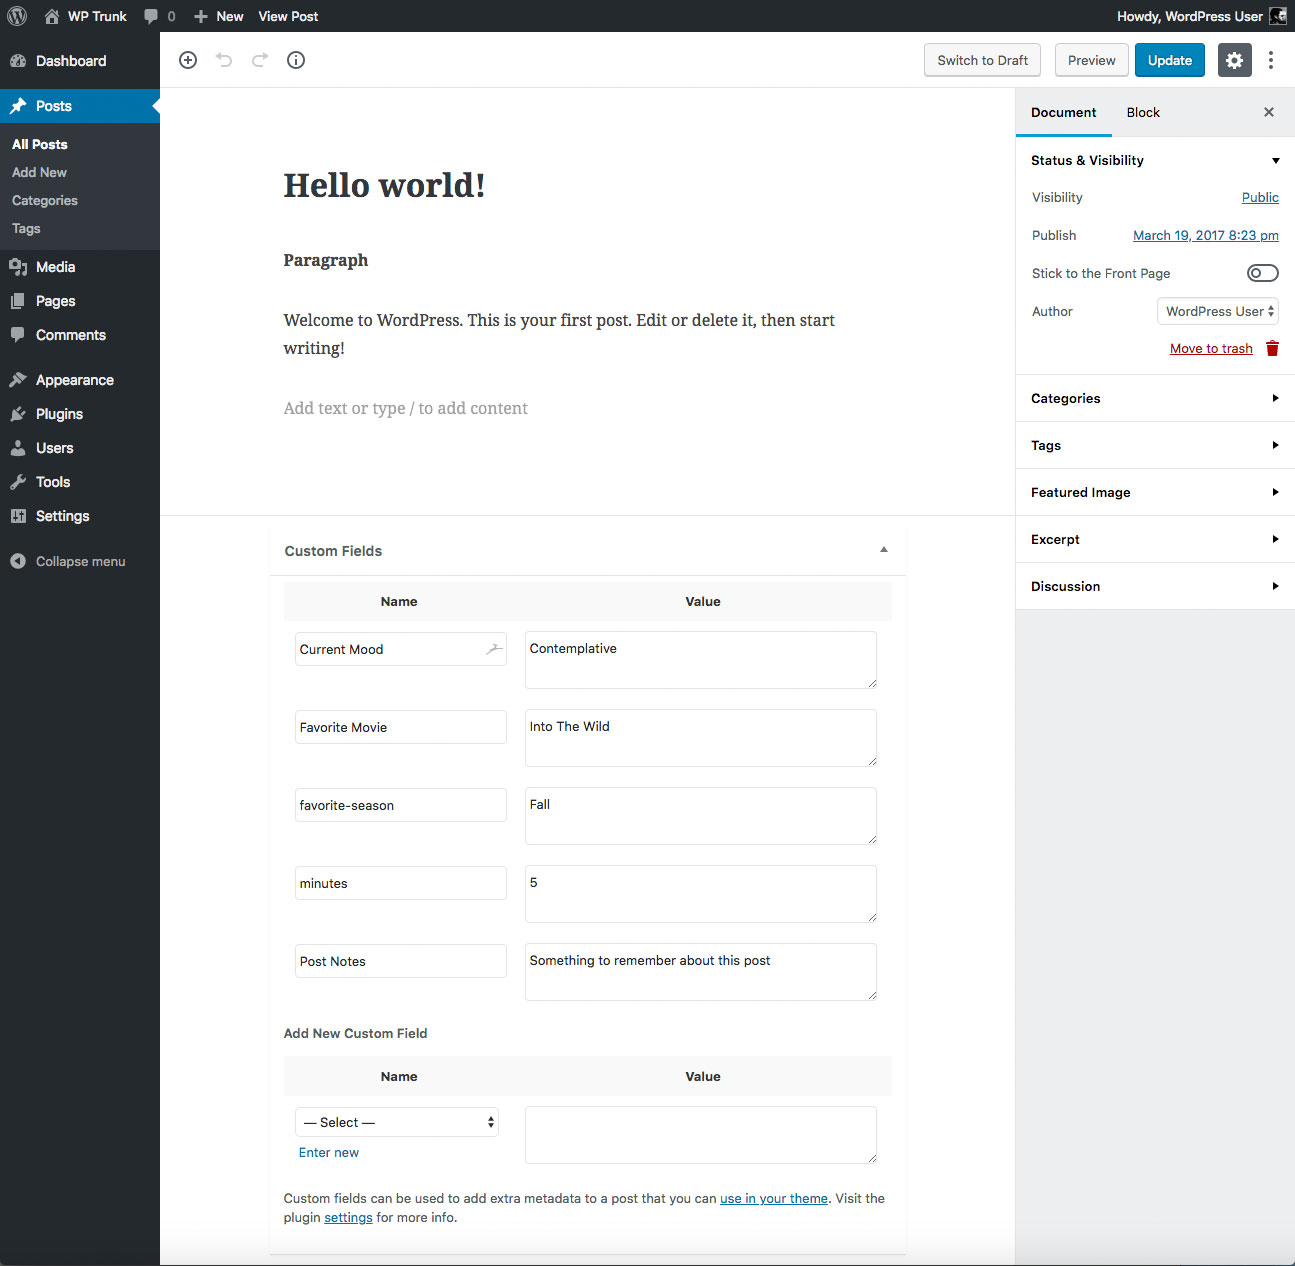 WP Trunk 0 New View Post Howdy, WordPress User
Dashboard
Posts
All Posts
Add New
Categories
Tags
Media
Pages
Comments
Appearance
Plugins
Users
Tools
Settings
Collapse menu
Switch to Draft Preview Update
Hello world!
Paragraph
Welcome to WordPress. This is your first post. Edit or delete it, then start
writing!
Add text or type / to add content
Custom Fields
Name Value
Current Mood Contemplative
Favorite Movie Into The Wild
favorite-season Fall
minutes 5
Post Notes Something to remember about this post
Add New Custom Field
Name Value
— Select —
Enter new
Custom fields can be used to add extra metadata to a post that you can use in your theme. Visit the
plugin settings for more info.
Document Block
Status & Visibility
Visibility Public
Publish March 19, 2017 8:23 pm
Stick to the Front Page
Author WordPress User
Move to trash
Categories
Tags
Featured Image
Excerpt
Discussion